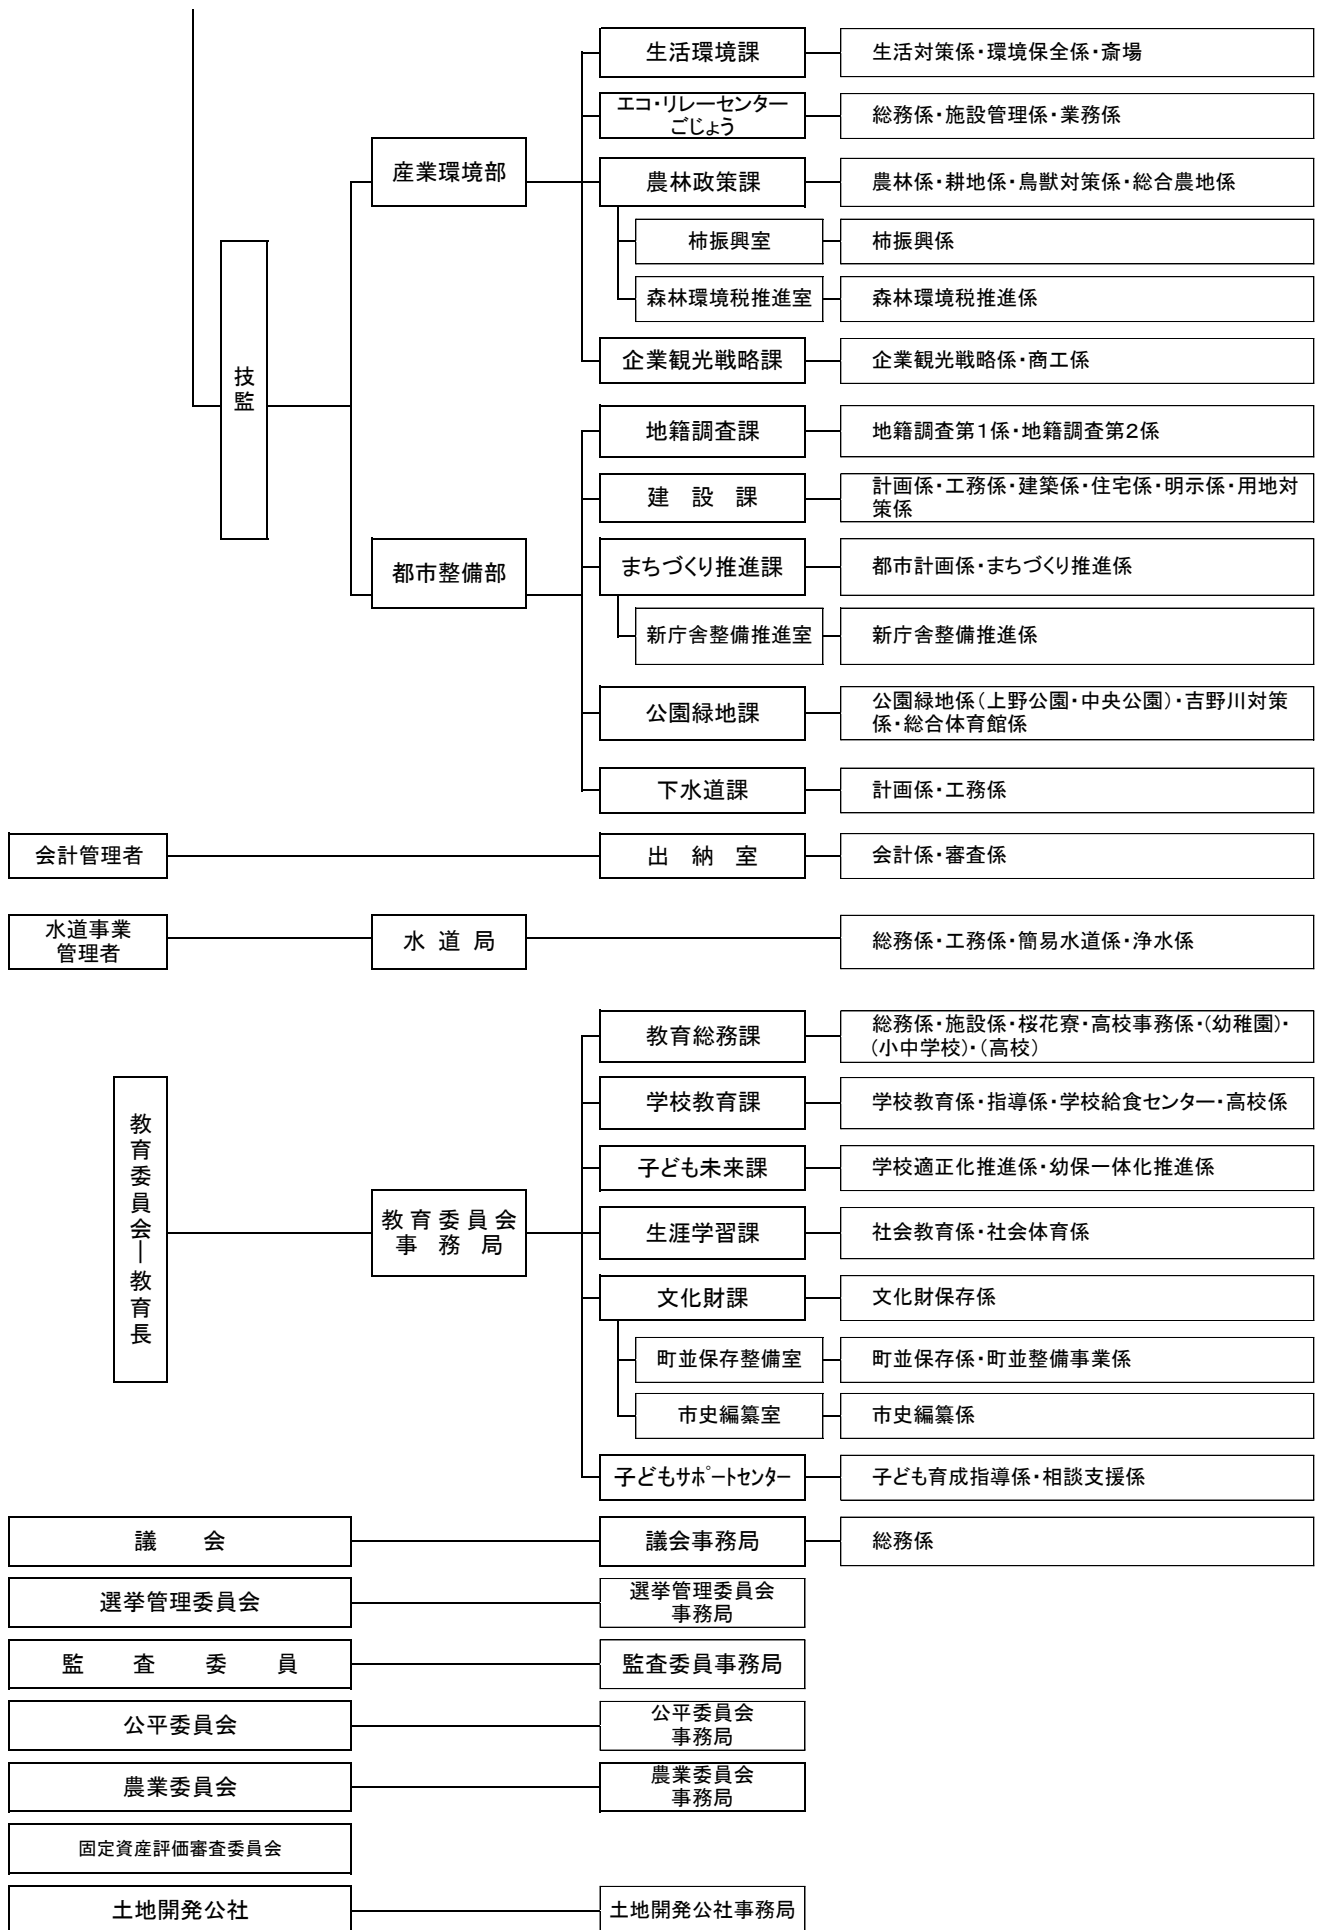 生活環境課
生活対策係・環境保全係・斎場
エコ・リレーセンター
ごじょう
総務係・施設管理係・業務係
産業環境部
農林政策課
農林係・耕地係・鳥獣対策係・総合農地係
柿振興室
柿振興係
森林環境税推進室
森林環境税推進係
企業観光戦略課
企業観光戦略係・商工係
技監
地籍調査課
地籍調査第1係・地籍調査第2係
建　設　課
計画係・工務係・建築係・住宅係・明示係・用地対
策係
都市整備部
まちづくり推進課
都市計画係・まちづくり推進係
新庁舎整備推進室
新庁舎整備推進係
公園緑地課
公園緑地係（上野公園・中央公園）・吉野川対策
係・総合体育館係
下水道課
計画係・工務係
会計管理者
出　納　室
会計係・審査係
水道事業
管理者
水 道 局
総務係・工務係・簡易水道係・浄水係
教育総務課
総務係・施設係・桜花寮・高校事務係・(幼稚園)・
(小中学校)・(高校)
学校教育課
学校教育係・指導係・学校給食センター・高校係
教育委員会―教育長
子ども未来課
学校適正化推進係・幼保一体化推進係
教育委員会
事　務　局
生涯学習課
社会教育係・社会体育係
文化財課
文化財保存係
町並保存整備室
町並保存係・町並整備事業係
市史編纂室
市史編纂係
子どもｻﾎﾟｰﾄｾﾝﾀｰ
子ども育成指導係・相談支援係
議　　会
議会事務局
総務係
選挙管理委員会
選挙管理委員会
事務局
監　　査　　委　　員
監査委員事務局
公平委員会
公平委員会
事務局
農業委員会
農業委員会
事務局
固定資産評価審査委員会
土地開発公社
土地開発公社事務局